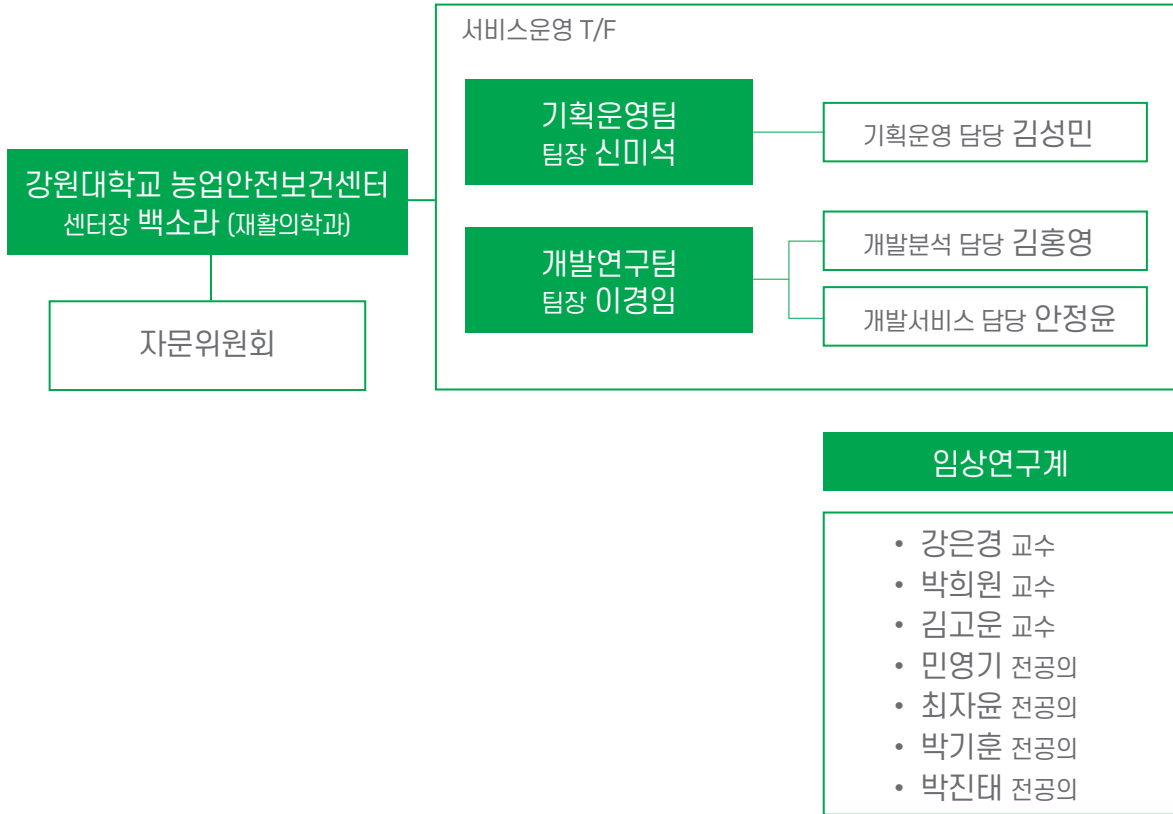 서비스운영 T/F
기획운영팀
팀장 신미석
기획운영 담당 김성민
강원대학교 농업안전보건센터
센터장 백소라 (재활의학과)
개발연구팀
팀장 이경임
개발분석 담당 김홍영
개발서비스 담당 안정윤
자문위원회
임상연구계
• 강은경 교수
• 박희원 교수
• 김고운 교수
• 민영기 전공의
• 최자윤 전공의
• 박기훈 전공의
• 박진태 전공의